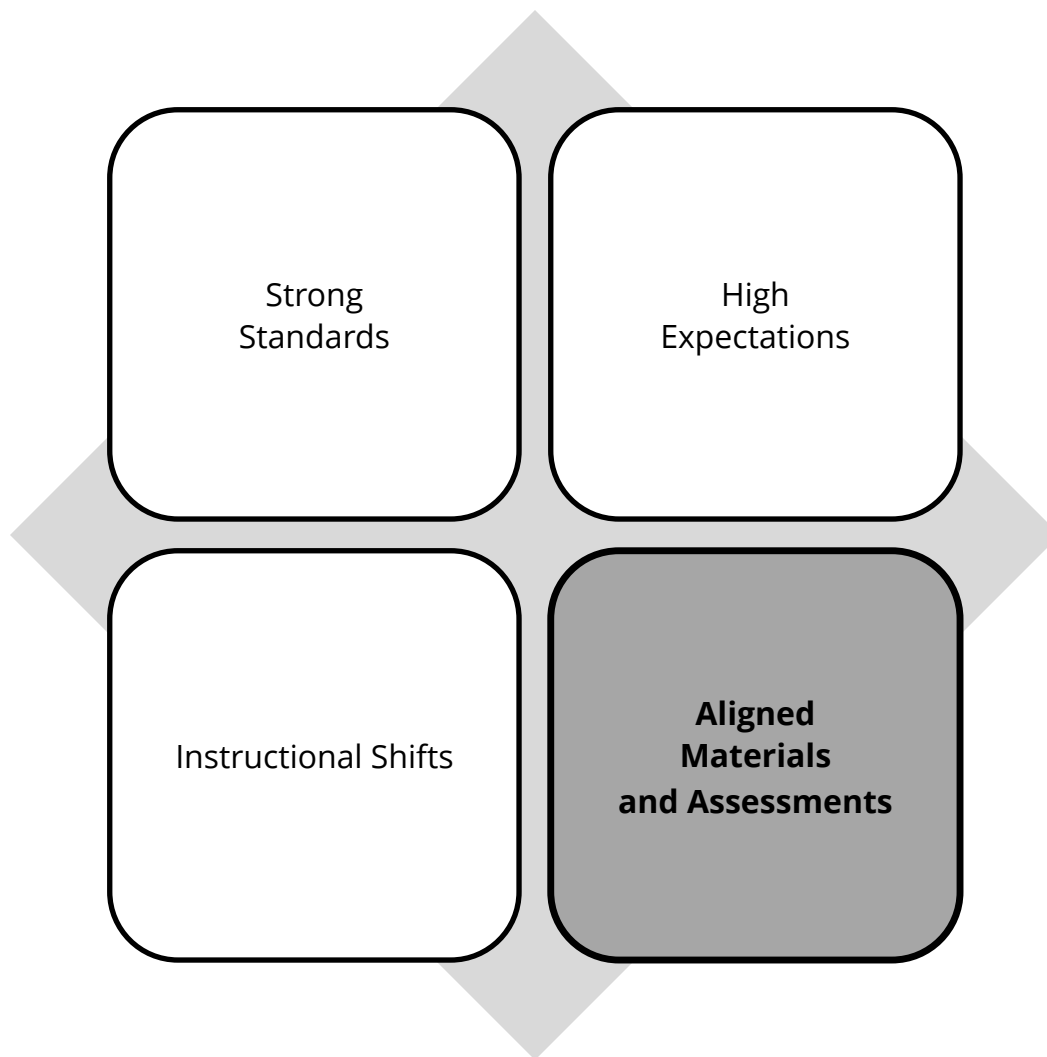 Strong
Standards
High
Expectations
Instructional Shifts
Aligned
Materials
and Assessments